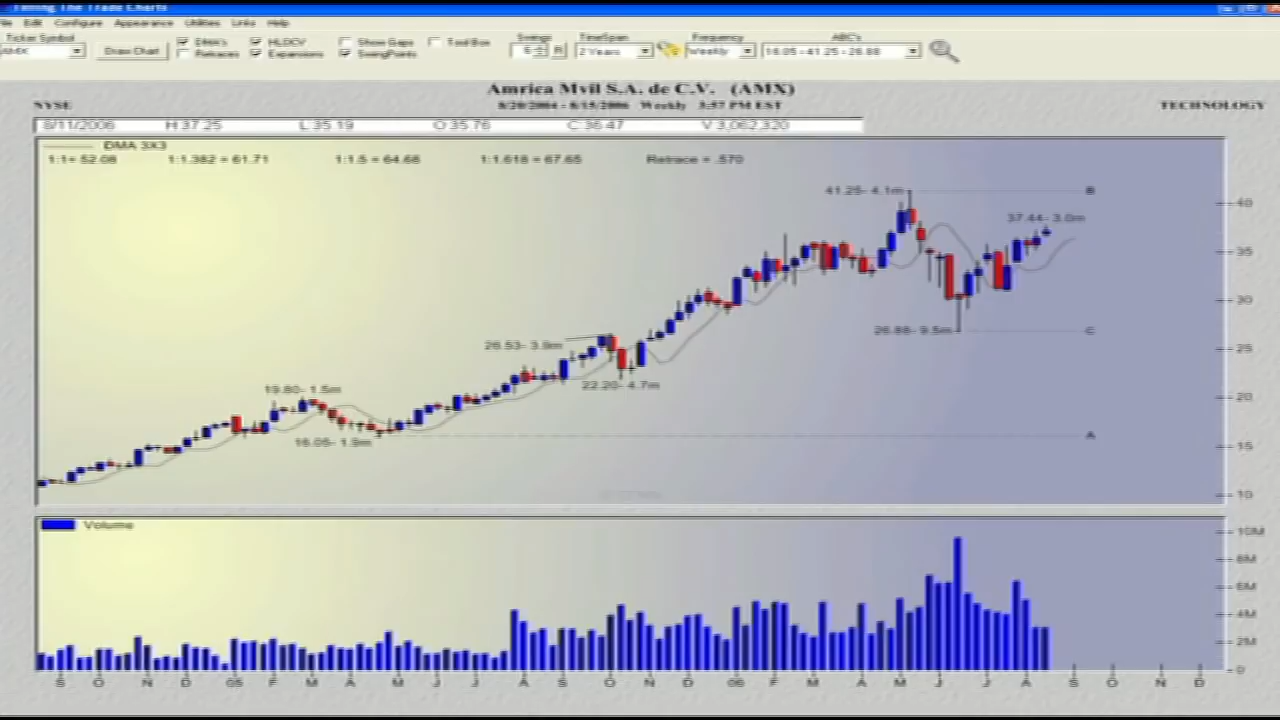 Timing The Trade Charts
File Edit Configure Appearance Utilities Links Help
Ticker Symbol Swings TimeSpan Frequency ABC's
AMX Draw Chart DMA's HLOCV Show Gaps Tool Box 2 Years Weekly 16.05 - 41.25 - 26.88
Retraces Expansions SwingPoints
Amrica Mvil S.A. de C.V. (AMX)
NYSE 8/20/2004 - 8/15/2006 Weekly 3:57 PM EST TECHNOLOGY
8/11/2006 H 37.25 L 35.19 O 35.76 C 36.47 V 3,062,320
DMA 3X3
1:1= 52.08 1:1.382 = 61.71 1:1.5 = 64.68 1:1.618 = 67.65 Retrace = .570
41.25- 4.1m B
40
37.44- 3.0m
35
30
26.88- 9.5m C
26.53- 3.9m
25
22.20- 4.7m
19.80- 1.5m
20
16.05- 1.9m A
15
10
Volume
10M
8M
6M
4M
2M
0
S O N D 05 F M A M J J A S O N D 06 F M A M J J A S O N D